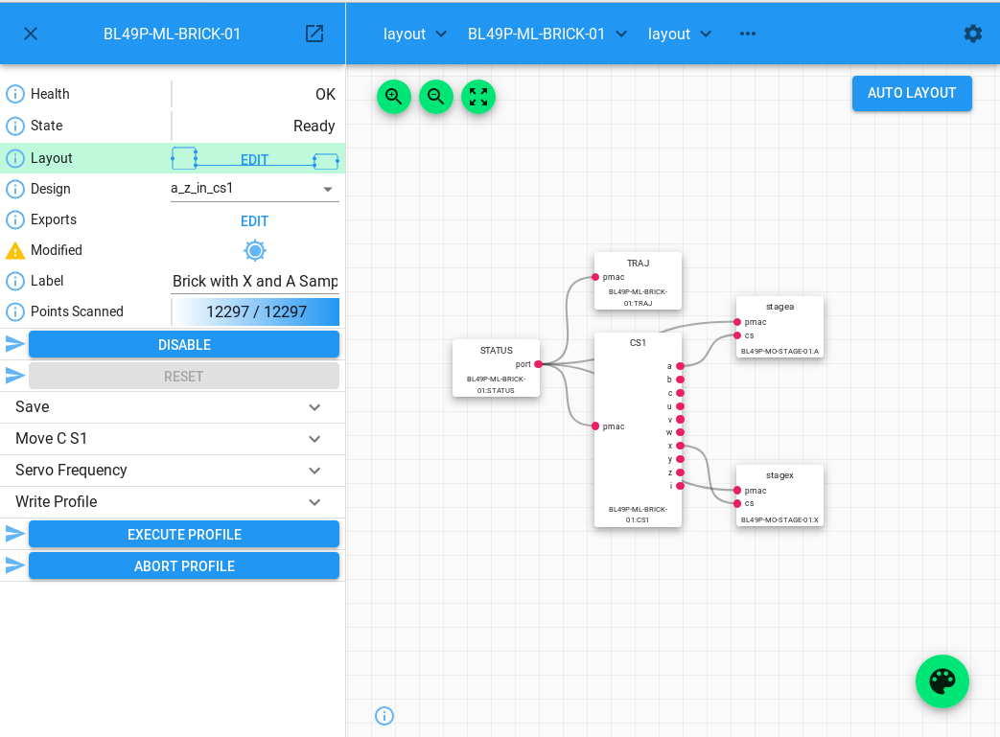 BL49P-ML-BRICK-01
layout BL49P-ML-BRICK-01 layout
Health OK
State Ready
Layout EDIT
Design a_z_in_cs1
Exports EDIT
Modified
Label Brick with X and A Samp
Points Scanned 12297 / 12297
DISABLE
RESET
Save
Move C S1
Servo Frequency
Write Profile
EXECUTE PROFILE
ABORT PROFILE
AUTO LAYOUT
STATUS
port
BL49P-ML-BRICK-
01:STATUS
TRAJ
pmac
BL49P-ML-BRICK-
01:TRAJ
CS1
a
b
c
u
v
w
x
y
z
i
pmac
BL49P-ML-BRICK-
01:CS1
stagea
pmac
cs
BL49P-MO-STAGE-01:A
stagex
pmac
cs
BL49P-MO-STAGE-01:X